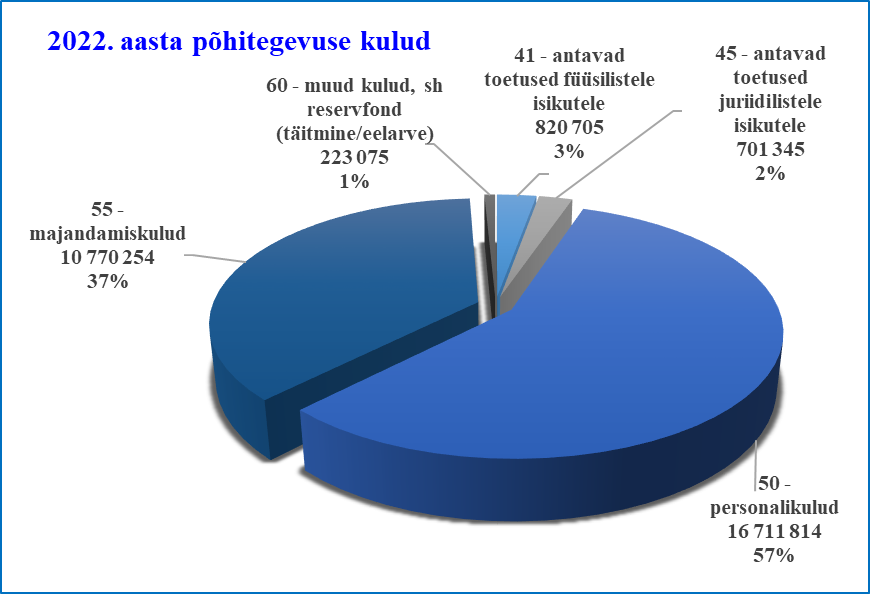 2022. aasta põhitegevuse kulud
60 - muud kulud, sh
reservfond
(täitmine/eelarve)
223 075
1%
41 - antavad
toetused füüsilistele
isikutele
820 705
3%
45 - antavad
toetused
juriidilistele
isikutele
701 345
2%
55 -
majandamiskulud
10 770 254
37%
50 -
personalikulud
16 711 814
57%